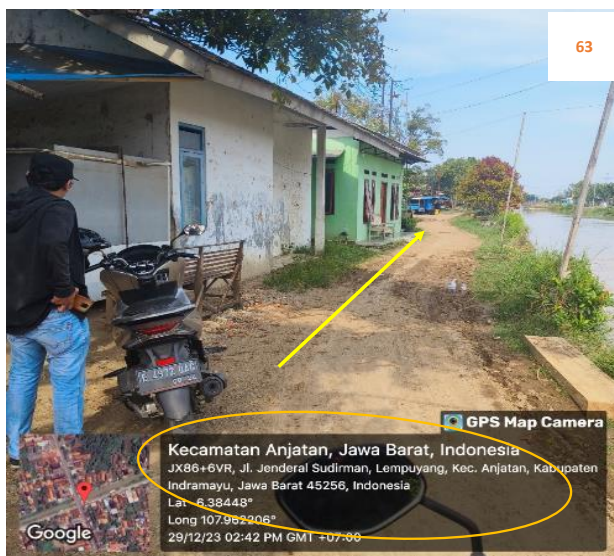 63
GPS Map Camera
Kecamatan Anjatan, Jawa Barat, Indonesia
JX86+6VR, Jl. Jenderal Sudirman, Lempuyang, Kec. Anjatan, Kabupaten
Indramayu, Jawa Barat 45256, Indonesia
Lat -6.38448°
Long 107.962206°
29/12/23 02:42 PM GMT +07:00
Google